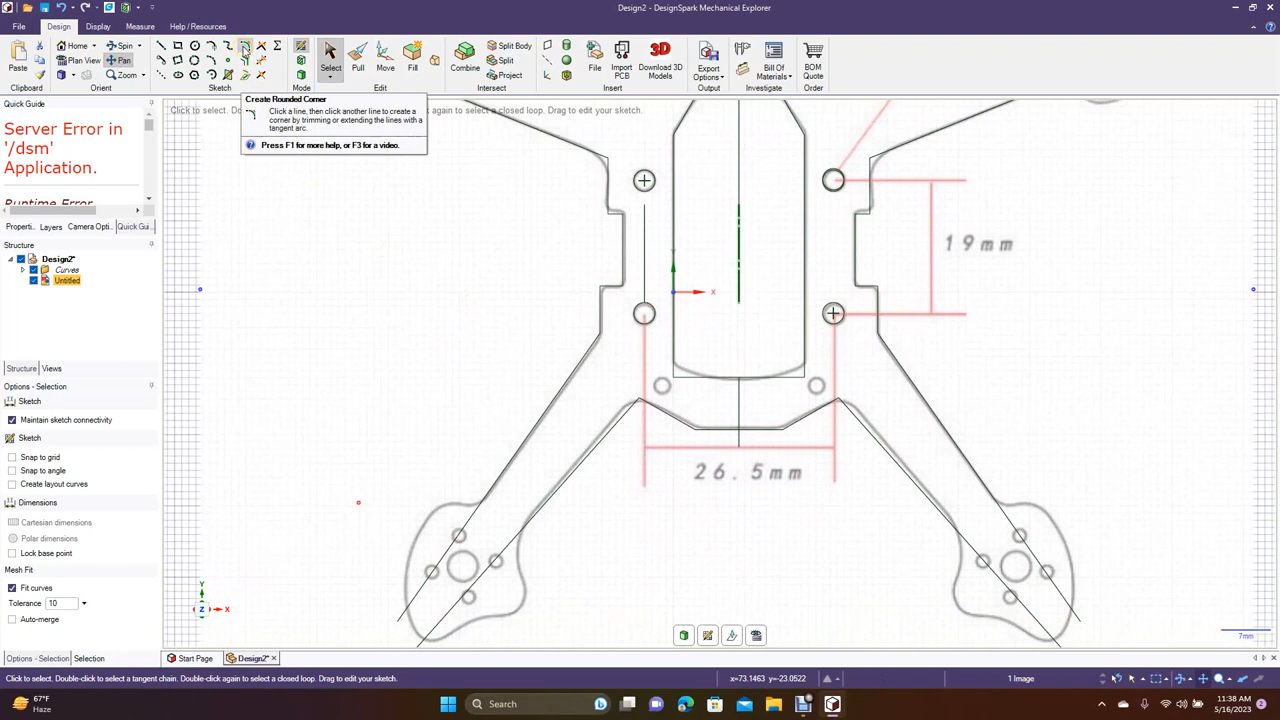 Design2* - DesignSpark Mechanical Explorer
File Design Display Measure Help / Resources
Home Spin
Plan View Pan
Zoom
Paste
Select
Pull
Move
Fill
Combine
Split Body
Split
Project
File
Import PCB
Download 3D Models
Export Options
Bill of Materials
BOM Quote
Orient Sketch Mode Edit Intersect Insert Output Investigate Order
Quick Guide
Server Error in '/dsm' Application.
Runtime Error
Properti... Layers Camera Opti... Quick Gui...
Structure
Design2*
Curves
Untitled
Structure Views
Options - Selection
Sketch
Maintain sketch connectivity
Sketch
Snap to grid
Snap to angle
Create layout curves
Dimensions
Cartesian dimensions
Polar dimensions
Lock base point
Mesh Fit
Fit curves
Tolerance 10
Auto-merge
Options - Selection Selection
Create Rounded Corner
Click a line, then click another line to create a
corner by trimming or extending the lines with a
tangent arc.
Press F1 for more help, or F3 for a video.
Click to select. Do
again to select a closed loop. Drag to edit your sketch.
19mm
X
26.5mm
Y
Z X
7mm
Start Page Design2*
Click to select. Double-click to select a tangent chain. Double-click again to select a closed loop. Drag to edit your sketch.
x=73.1463 y=-23.0522
1 Image
67°F
Haze
Search
11:38 AM
5/16/2023